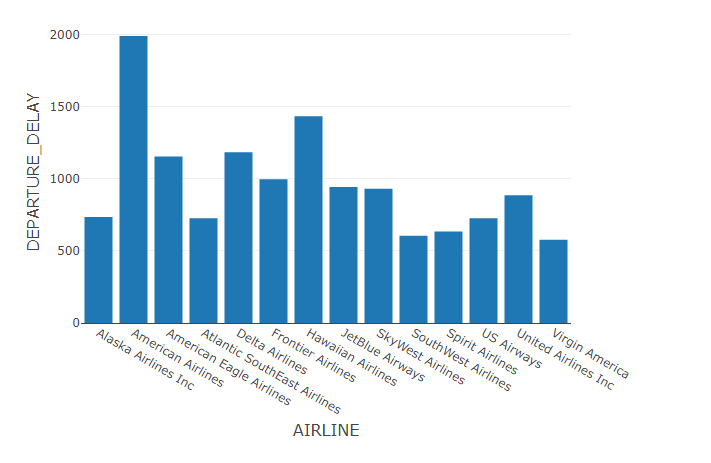 2000
1500
1000
500
0
DEPARTURE_DELAY
Alaska Airlines Inc
American Airlines
American Eagle Airlines
Atlantic SouthEast Airlines
Delta Airlines
Frontier Airlines
Hawaiian Airlines
JetBlue Airways
SkyWest Airlines
SouthWest Airlines
Spirit Airlines
US Airways
United Airlines Inc
Virgin America
AIRLINE